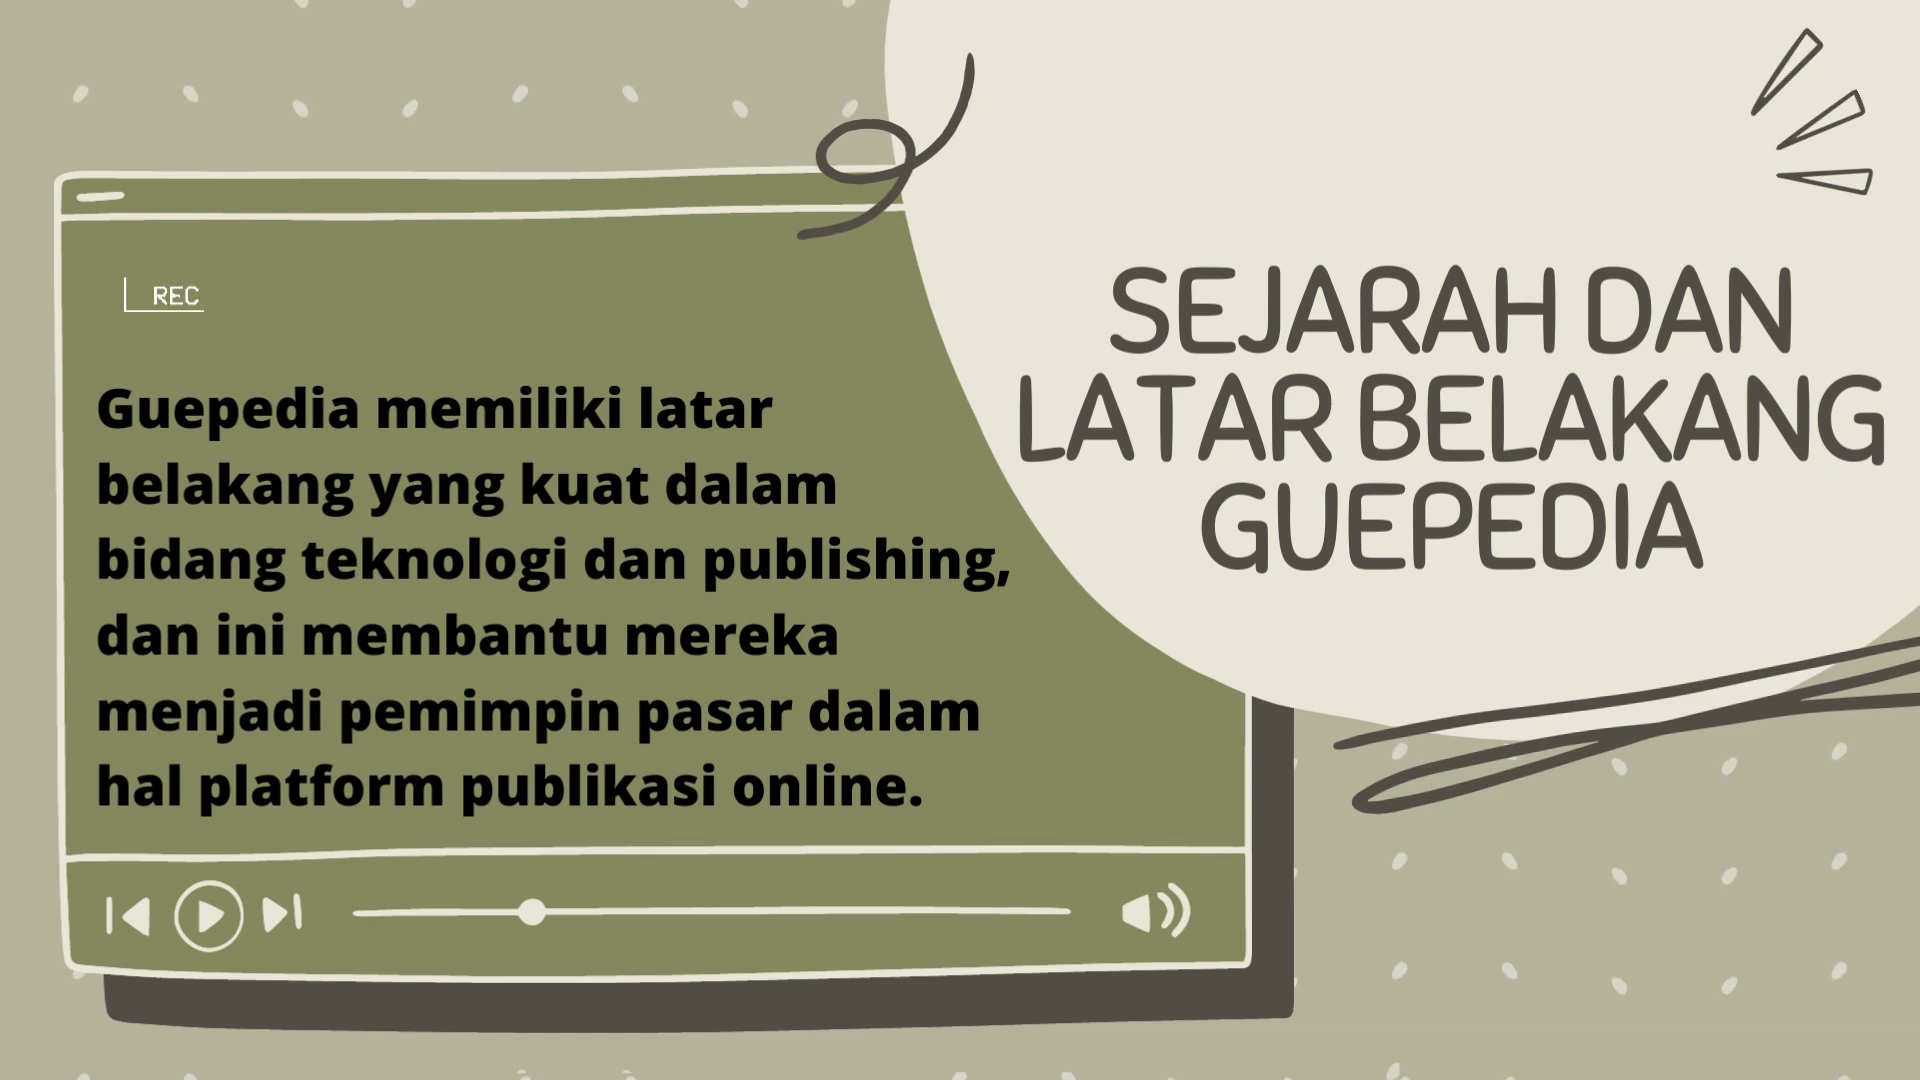 SEJARAH DAN
LATAR BELAKANG
GUEPEDIA
REC
Guepedia memiliki latar
belakang yang kuat dalam
bidang teknologi dan publishing,
dan ini membantu mereka
menjadi pemimpin pasar dalam
hal platform publikasi online.